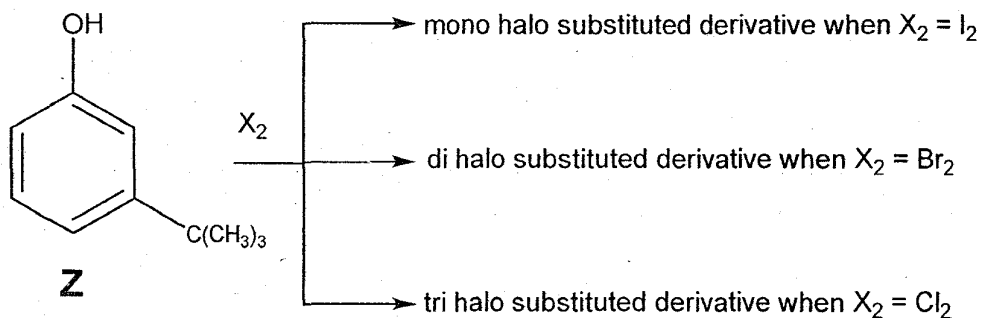 OH
mono halo substituted derivative when X₂ = I₂
X₂
di halo substituted derivative when X₂ = Br₂
C(CH₃)₃
Z
tri halo substituted derivative when X₂ = Cl₂